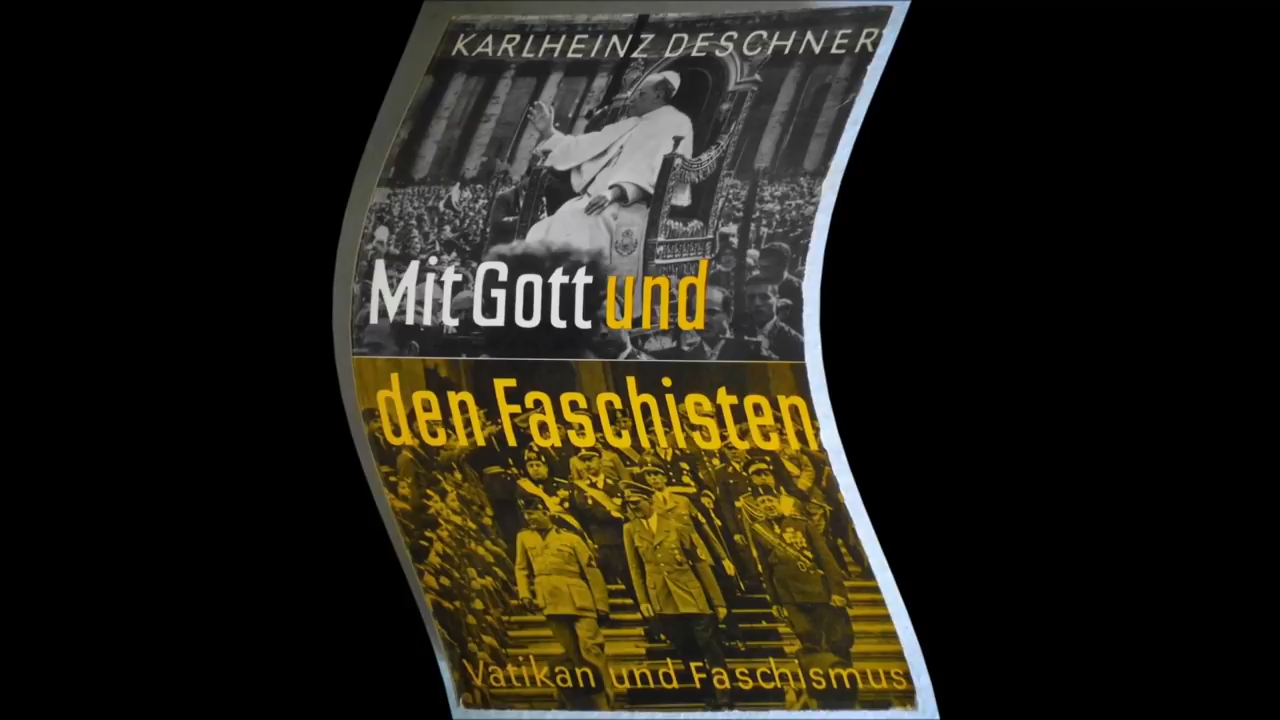 KARLHEINZ DESCHNER
Mit Gott und
den Faschisten
Vatikan und Faschismus